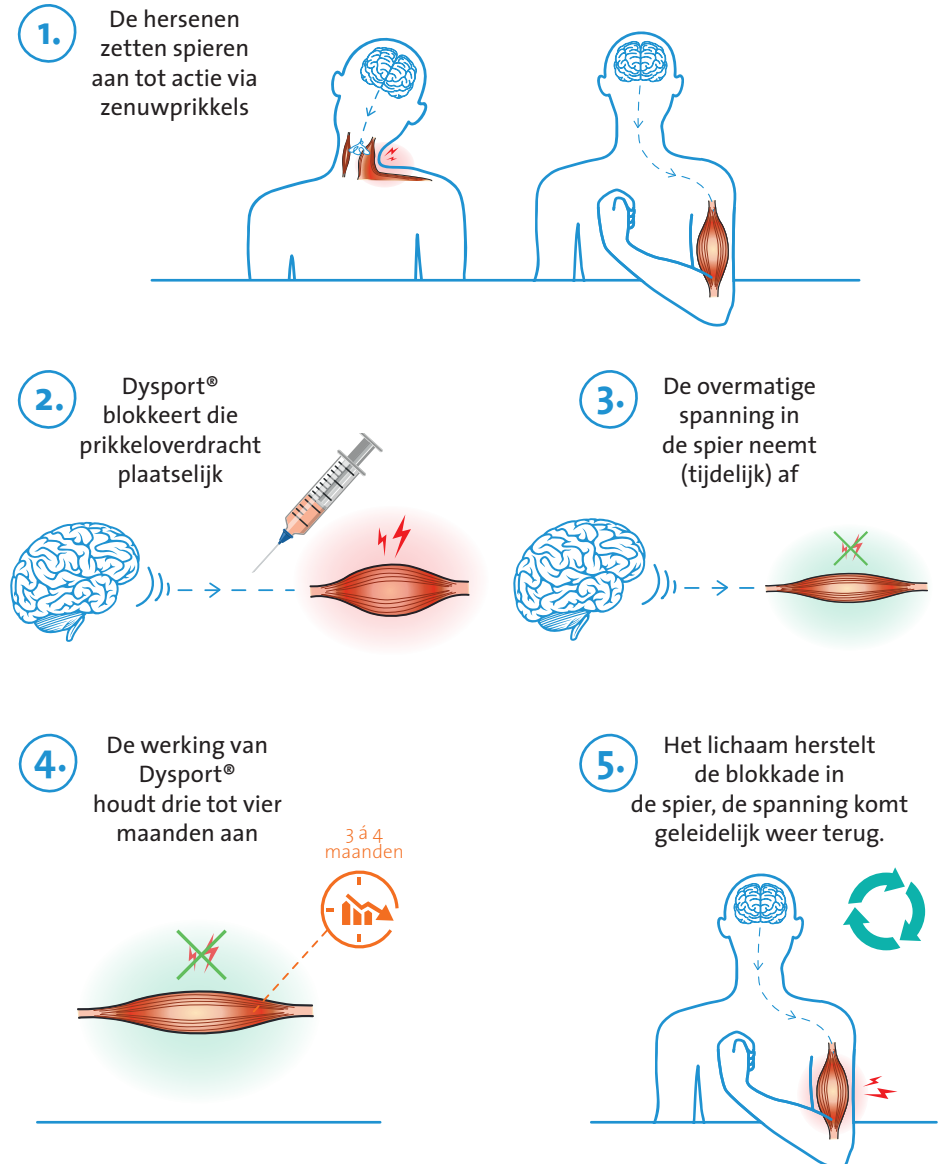 1.
De hersenen
zetten spieren
aan tot actie via
zenuwprikkels
2.
Dysport®
blokkeert die
prikkeloverdracht
plaatselijk
3.
De overmatige
spanning in
de spier neemt
(tijdelijk) af
4.
De werking van
Dysport®
houdt drie tot vier
maanden aan
3 á 4
maanden
5.
Het lichaam herstelt
de blokkade in
de spier, de spanning komt
geleidelijk weer terug.